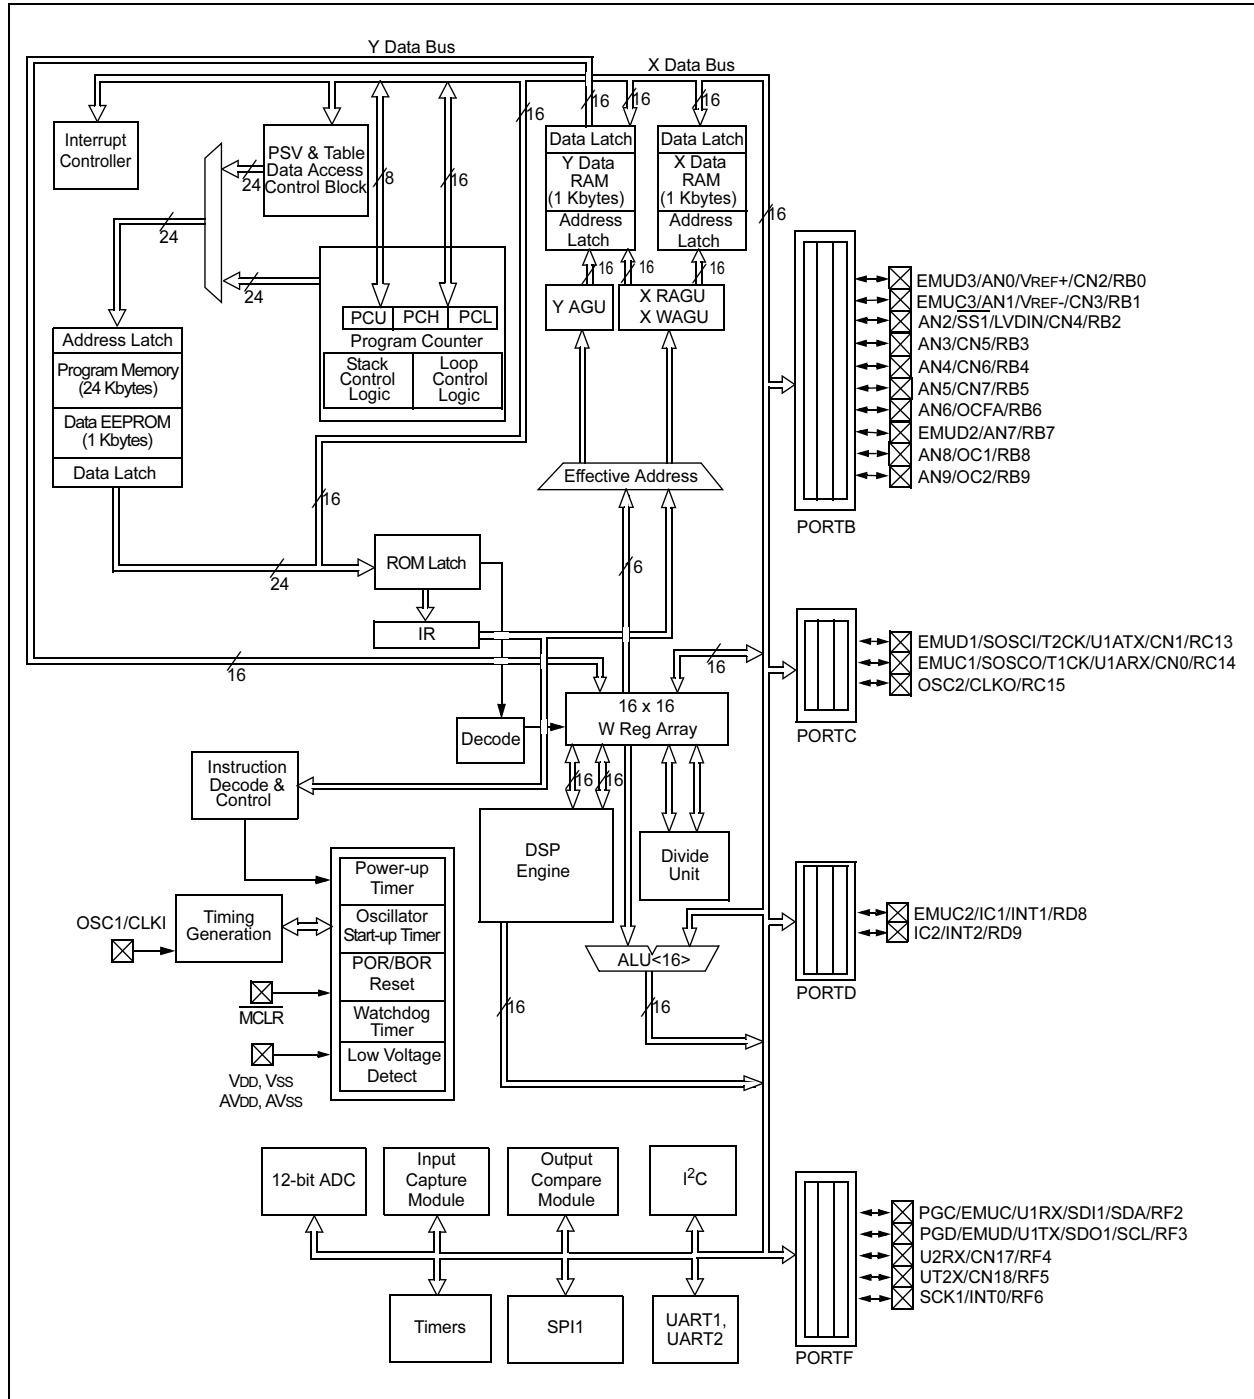 Y Data Bus
X Data Bus
16
16
16
16
Interrupt
Controller
PSV & Table
Data Access
Control Block
24
8
16
Data Latch
Y Data
RAM
(1 Kbytes)
Address
Latch
Data Latch
X Data
RAM
(1 Kbytes)
Address
Latch
16
24
24
16
16
16
Y AGU
X RAGU
X WAGU
PCU
PCH
PCL
Program Counter
Stack
Control
Logic
Loop
Control
Logic
Address Latch
Program Memory
(24 Kbytes)
Data EEPROM
(1 Kbytes)
Data Latch
Effective Address
16
24
ROM Latch
IR
6
16
16
16 x 16
W Reg Array
Decode
Instruction
Decode &
Control
16
16
DSP
Engine
Divide
Unit
Power-up
Timer
Oscillator
Start-up Timer
POR/BOR
Reset
Watchdog
Timer
Low Voltage
Detect
OSC1/CLKI
Timing
Generation
MCLR
VDD, VSS
AVDD, AVSS
ALU<16>
16
16
12-bit ADC
Input
Capture
Module
Output
Compare
Module
I2C
Timers
SPI1
UART1,
UART2
EMUD3/AN0/VREF+/CN2/RB0
EMUC3/AN1/VREF-/CN3/RB1
AN2/SS1/LVDIN/CN4/RB2
AN3/CN5/RB3
AN4/CN6/RB4
AN5/CN7/RB5
AN6/OCFA/RB6
EMUD2/AN7/RB7
AN8/OC1/RB8
AN9/OC2/RB9
PORTB
EMUD1/SOSCI/T2CK/U1ATX/CN1/RC13
EMUC1/SOSCO/T1CK/U1ARX/CN0/RC14
OSC2/CLKO/RC15
PORTC
EMUC2/IC1/INT1/RD8
IC2/INT2/RD9
PORTD
PGC/EMUC/U1RX/SDI1/SDA/RF2
PGD/EMUD/U1TX/SDO1/SCL/RF3
U2RX/CN17/RF4
UT2X/CN18/RF5
SCK1/INT0/RF6
PORTF